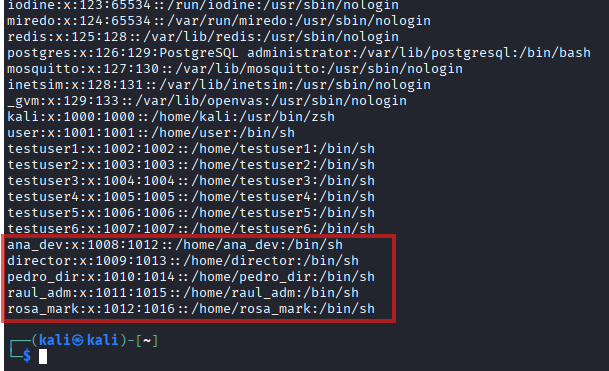 iodine:x:123:65534::/run/iodine:/usr/sbin/nologin
miredo:x:124:65534::/var/run/miredo:/usr/sbin/nologin
redis:x:125:128::/var/lib/redis:/usr/sbin/nologin
postgres:x:126:129:PostgreSQL administrator:/var/lib/postgresql:/bin/bash
mosquitto:x:127:130::/var/lib/mosquitto:/usr/sbin/nologin
inetsim:x:128:131::/var/lib/inetsim:/usr/sbin/nologin
_gvm:x:129:133::/var/lib/openvas:/usr/sbin/nologin
kali:x:1000:1000::/home/kali:/usr/bin/zsh
user:x:1001:1001::/home/user:/bin/sh
testuser1:x:1002:1002::/home/testuser1:/bin/sh
testuser2:x:1003:1003::/home/testuser2:/bin/sh
testuser3:x:1004:1004::/home/testuser3:/bin/sh
testuser4:x:1005:1005::/home/testuser4:/bin/sh
testuser5:x:1006:1006::/home/testuser5:/bin/sh
testuser6:x:1007:1007::/home/testuser6:/bin/sh
ana_dev:x:1008:1012::/home/ana_dev:/bin/sh
director:x:1009:1013::/home/director:/bin/sh
pedro_dir:x:1010:1014::/home/pedro_dir:/bin/sh
raul_adm:x:1011:1015::/home/raul_adm:/bin/sh
rosa_mark:x:1012:1016::/home/rosa_mark:/bin/sh
┌──(kali㉿kali)-[~]
└─$